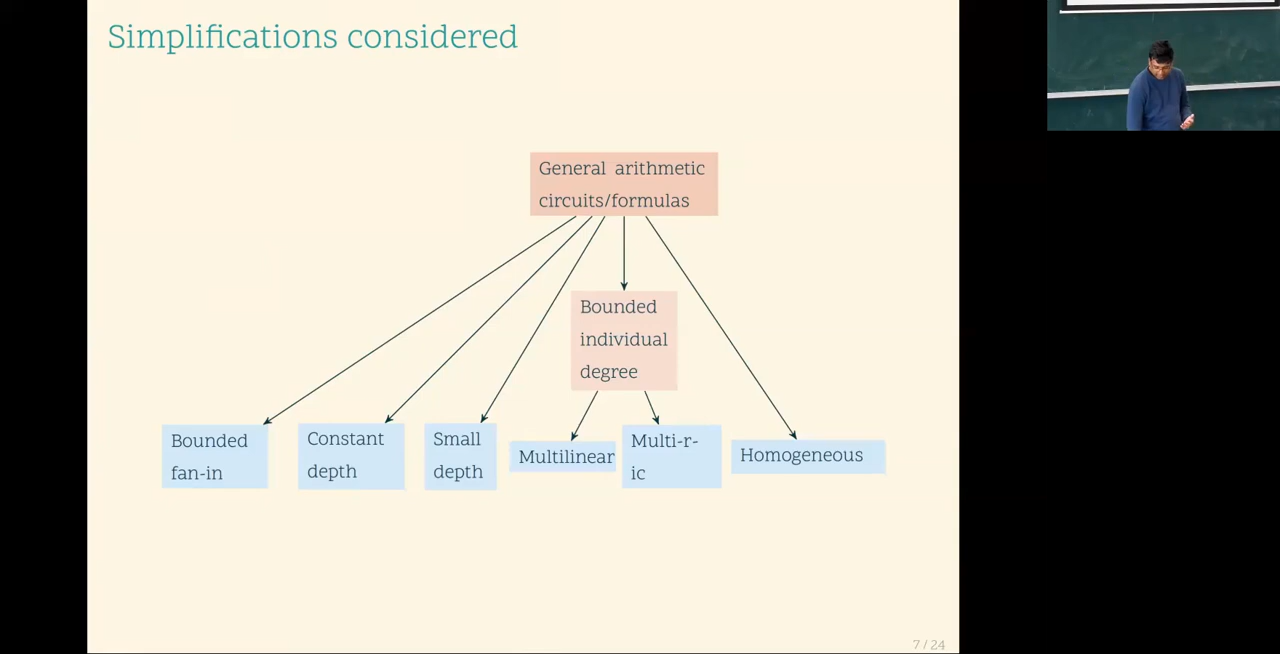 Simplifications considered
General arithmetic
circuits/formulas
Bounded
individual
degree
Bounded
fan-in
Constant
depth
Small
depth
Multilinear
Multi-r-
ic
Homogeneous
7 / 24